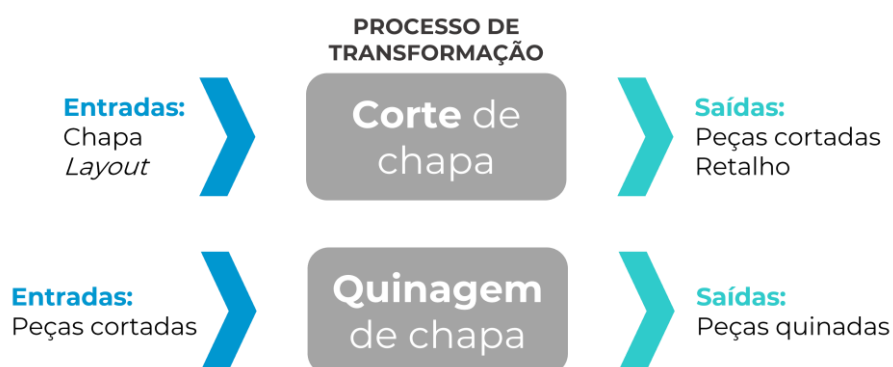 PROCESSO DE
TRANSFORMAÇÃO
Entradas:
Chapa
Layout
Corte de
chapa
Saídas:
Peças cortadas
Retalho
Entradas:
Peças cortadas
Quinagem
de chapa
Saídas:
Peças quinadas